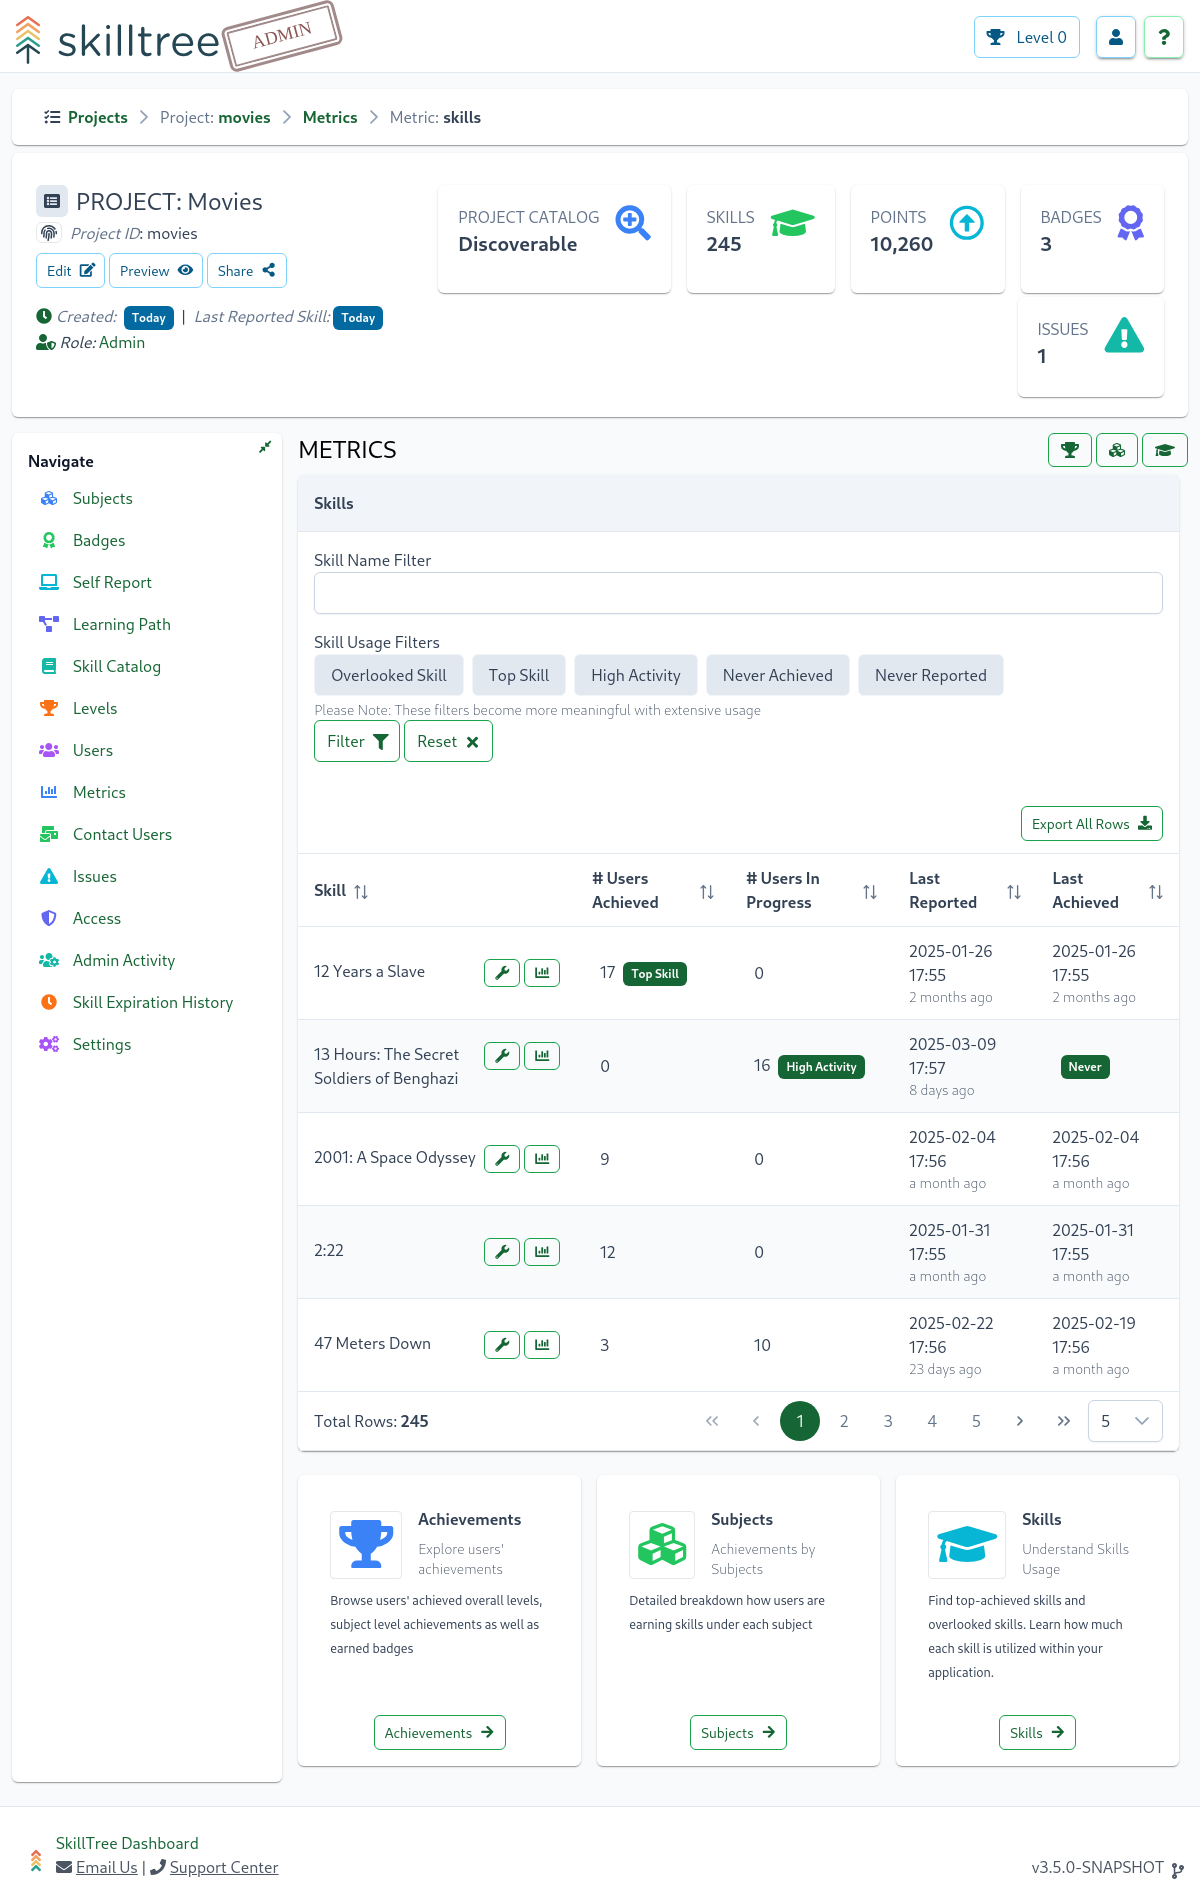 skilltree ADMIN
Level 0
?
Projects > Project: movies > Metrics > Metric: skills
PROJECT: Movies
Project ID: movies
Edit Preview Share
Created: Today | Last Reported Skill: Today
Role: Admin
PROJECT CATALOG
Discoverable
SKILLS
245
POINTS
10,260
BADGES
3
ISSUES
1
Navigate
Subjects
Badges
Self Report
Learning Path
Skill Catalog
Levels
Users
Metrics
Contact Users
Issues
Access
Admin Activity
Skill Expiration History
Settings
METRICS
Skills
Skill Name Filter
Skill Usage Filters
Overlooked Skill Top Skill High Activity Never Achieved Never Reported
Please Note: These filters become more meaningful with extensive usage
Filter Reset
Export All Rows
Skill # Users Achieved # Users In Progress Last Reported Last Achieved
12 Years a Slave 17 Top Skill 0 2025-01-26 17:55 2 months ago 2025-01-26 17:55 2 months ago
13 Hours: The Secret Soldiers of Benghazi 0 16 High Activity 2025-03-09 17:57 8 days ago Never
2001: A Space Odyssey 9 0 2025-02-04 17:56 a month ago 2025-02-04 17:56 a month ago
2:22 12 0 2025-01-31 17:55 a month ago 2025-01-31 17:55 a month ago
47 Meters Down 3 10 2025-02-22 17:56 23 days ago 2025-02-19 17:56 a month ago
Total Rows: 245 « ‹ 1 2 3 4 5 › » 5
Achievements
Explore users'
achievements
Browse users' achieved overall levels,
subject level achievements as well as
earned badges
Achievements
Subjects
Achievements by
Subjects
Detailed breakdown how users are
earning skills under each subject
Subjects
Skills
Understand Skills
Usage
Find top-achieved skills and
overlooked skills. Learn how much
each skill is utilized within your
application.
Skills
SkillTree Dashboard
Email Us | Support Center
v3.5.0-SNAPSHOT